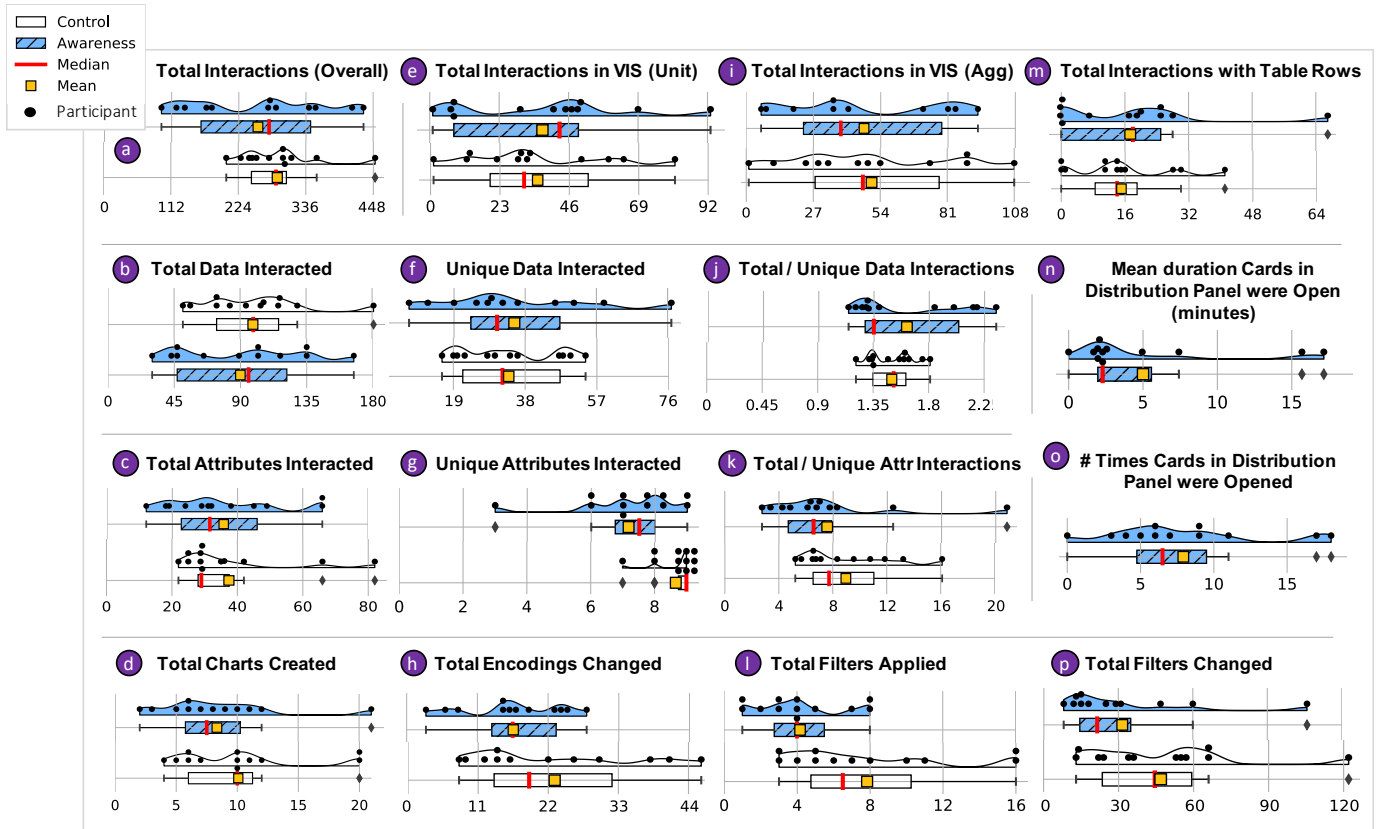 Control
Awareness
Median
Mean
Participant
a
Total Interactions (Overall)
0 112 224 336 448
e
Total Interactions in VIS (Unit)
0 23 46 69 92
i
Total Interactions in VIS (Agg)
0 27 54 81 108
m
Total Interactions with Table Rows
0 16 32 48 64
b
Total Data Interacted
0 45 90 135 180
f
Unique Data Interacted
19 38 57 76
j
Total / Unique Data Interactions
0 0.45 0.9 1.35 1.8
n
Mean duration Cards in
Distribution Panel were Open
(minutes)
0 5 10 15
c
Total Attributes Interacted
20 40 60 80
g
Unique Attributes Interacted
0 2 4 6 8
k
Total / Unique Attr Interactions
0 4 8 12 16 20
o
# Times Cards in Distribution
Panel were Opened
0 5 10 15
d
Total Charts Created
0 5 10 15 20
h
Total Encodings Changed
0 11 22 33 44
l
Total Filters Applied
0 4 8 12 16
p
Total Filters Changed
0 30 60 90 120